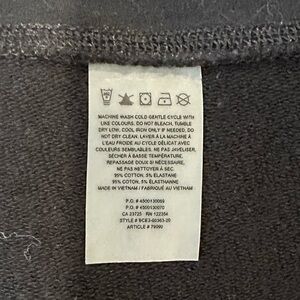 MACHINE WASH COLD GENTLE CYCLE WITH
LIKE COLOURS. DO NOT BLEACH. TUMBLE
DRY LOW. COOL IRON ONLY IF NEEDED. DO
NOT DRY CLEAN. LAVER À LA MACHINE À
L'EAU FROIDE AU CYCLE DÉLICAT AVEC
COULEURS SEMBLABLES. NE PAS JAVÉLISER.
SÉCHER À BASSE TEMPÉRATURE.
REPASSAGE DOUX SI NÉCESSAIRE.
NE PAS NETTOYER À SEC.
95% COTTON, 5% ELASTANE
95% COTON, 5% ÉLASTHANNE
MADE IN VIETNAM / FABRIQUÉ AU VIETNAM
P.O. # 4500130069
P.O. # 4500130070
CA 23725 RN 122354
STYLE #
ARTICLE # 79090